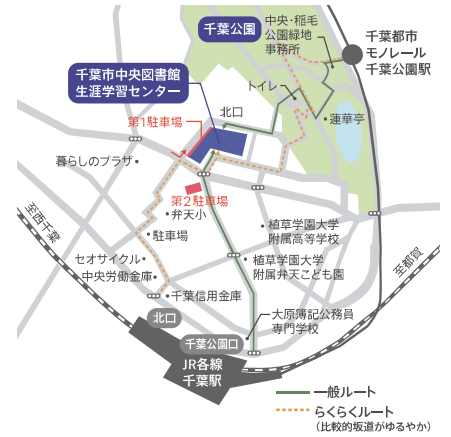 千葉公園
中央・稲毛
公園緑地
事務所
千葉都市
モノレール
千葉公園駅
千葉市中央図書館
生涯学習センター
トイレ
北口
蓮華亭
第1駐車場
暮らしのプラザ
第2駐車場
弁天小
至西千葉
駐車場
植草学園大学
附属高等学校
セオサイクル
中央労働金庫
植草学園大学
附属弁天こども園
至都賀
千葉信用金庫
北口
大原簿記公務員
専門学校
千葉公園口
JR各線
千葉駅
一般ルート
らくらくルート
(比較的坂道がゆるやか)